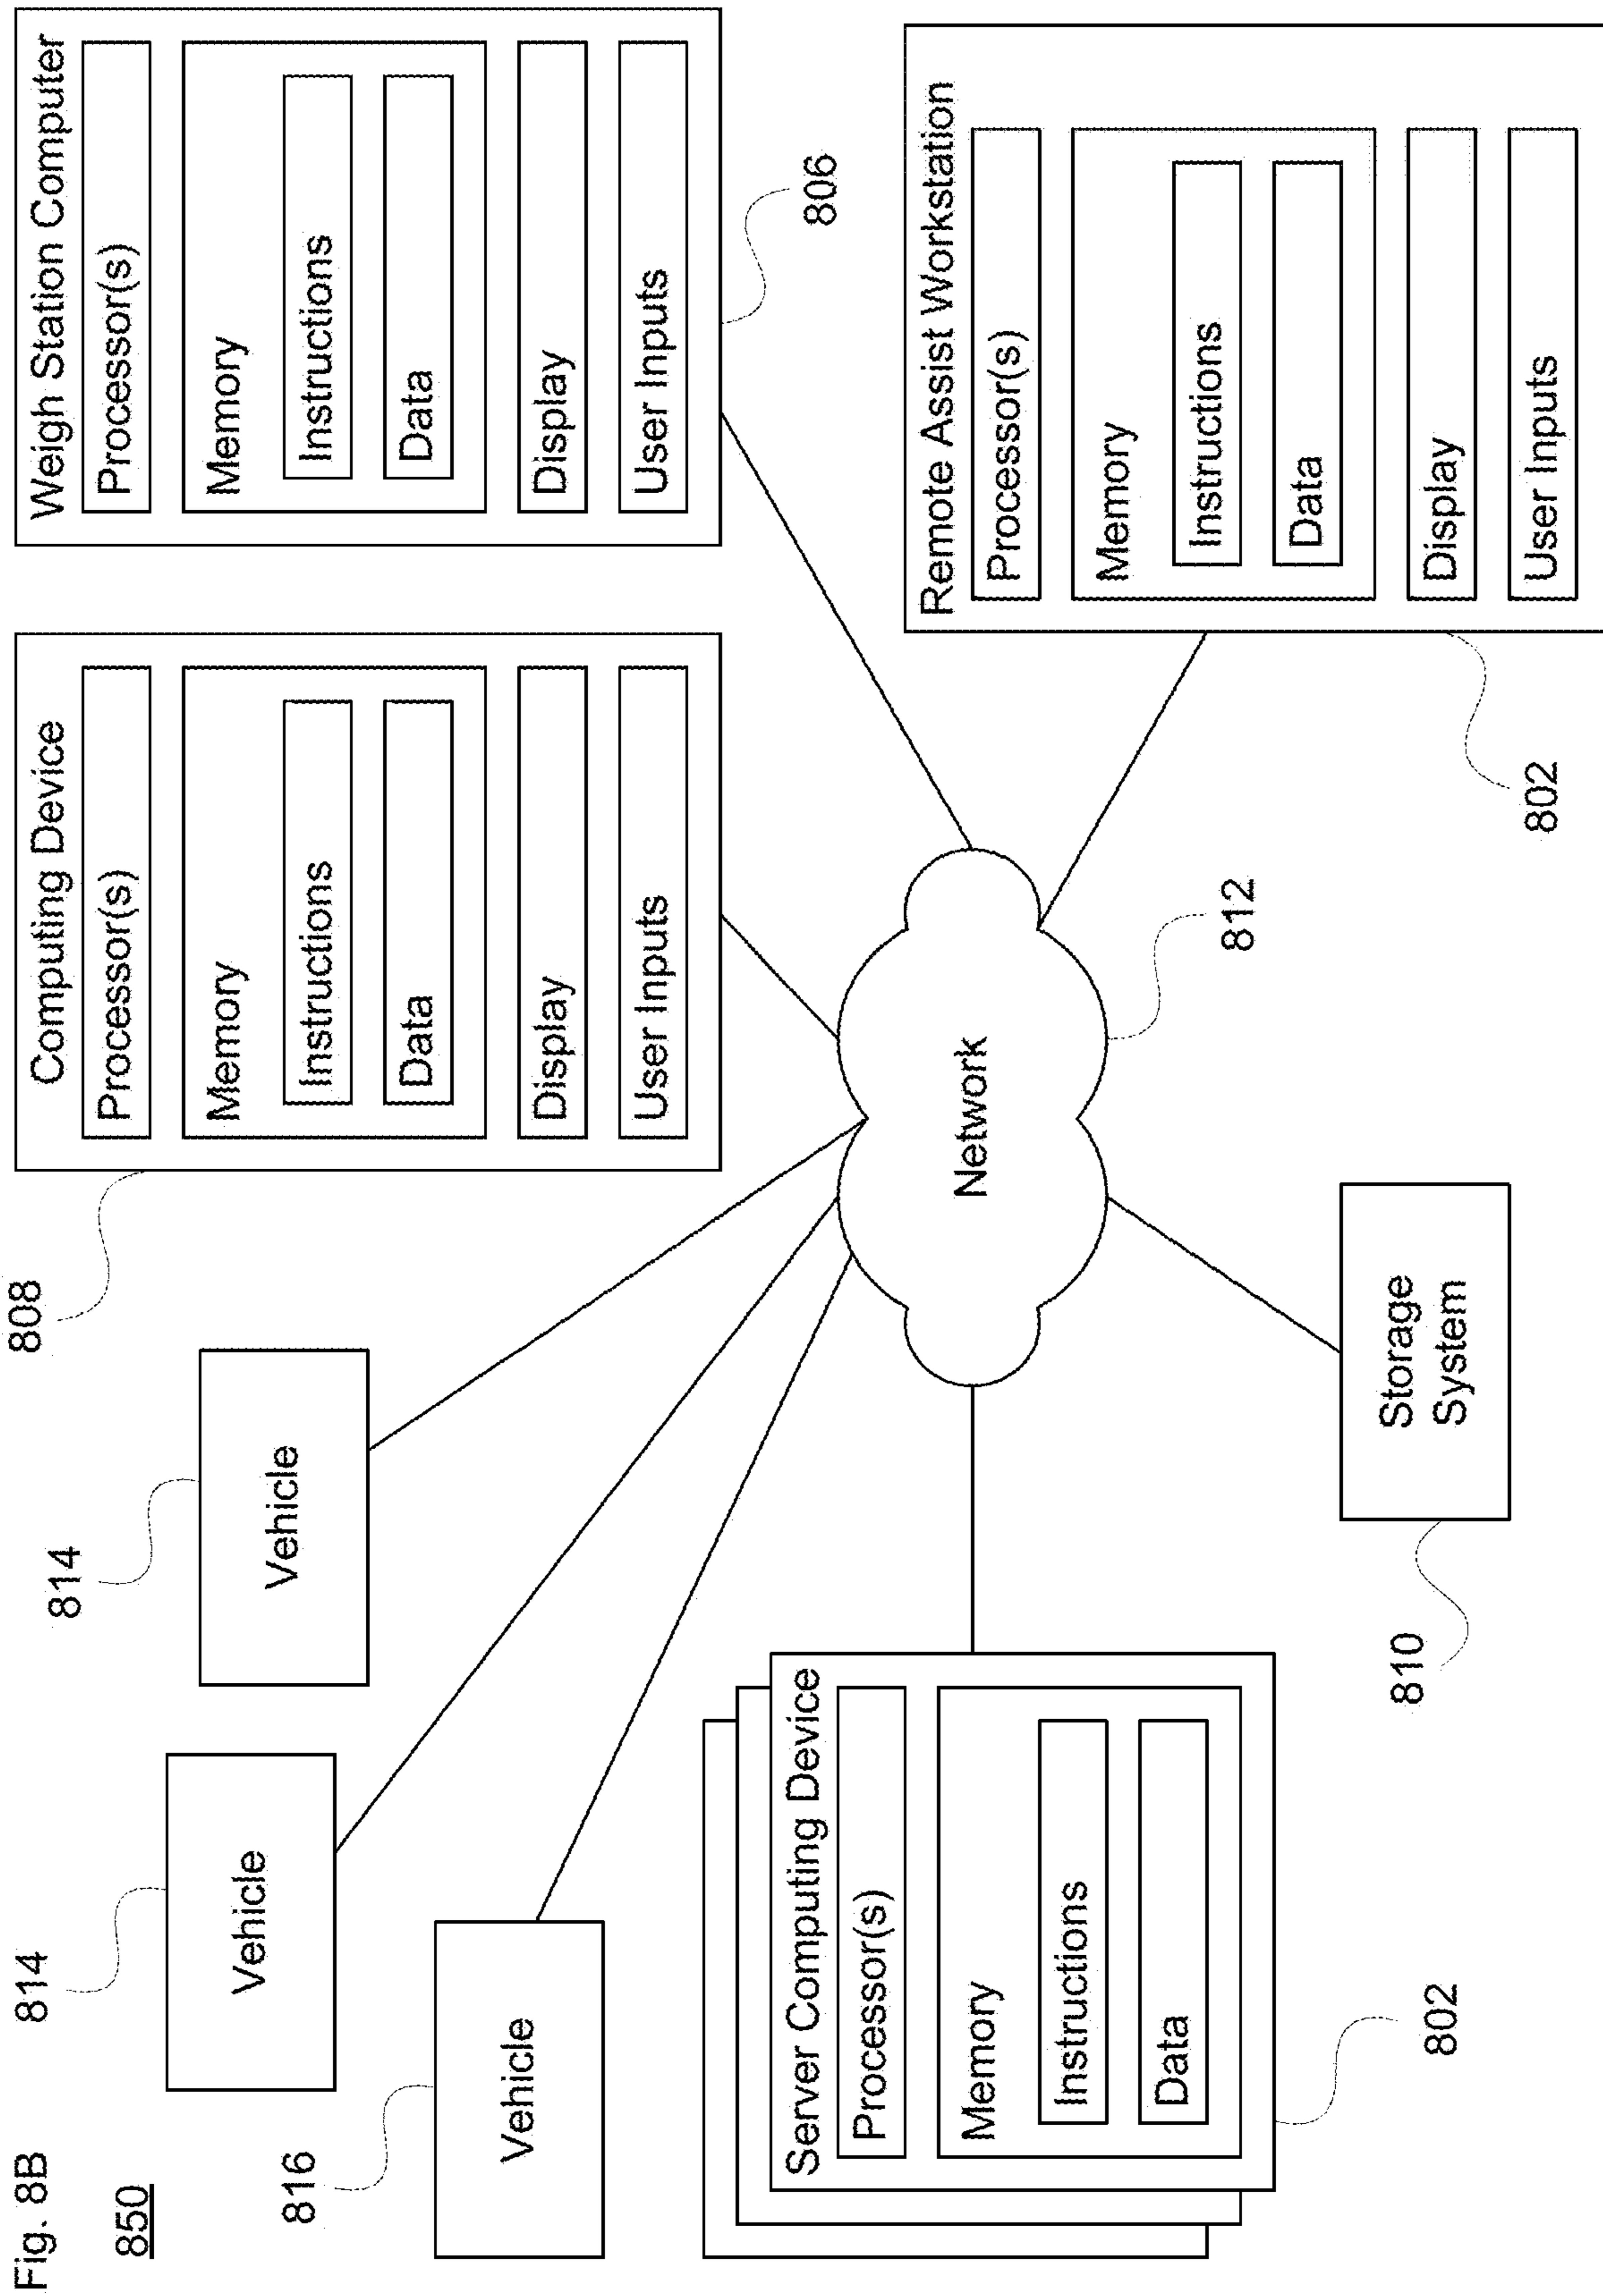 Fig. 8B
850
814
Vehicle
814
Vehicle
816
Vehicle
808
Computing Device
Processor(s)
Memory
Instructions
Data
Display
User Inputs
Weigh Station Computer
Processor(s)
Memory
Instructions
Data
Display
User Inputs
806
Server Computing Device
Processor(s)
Memory
Instructions
Data
802
Network
812
Storage
System
810
Remote Assist Workstation
Processor(s)
Memory
Instructions
Data
Display
User Inputs
802